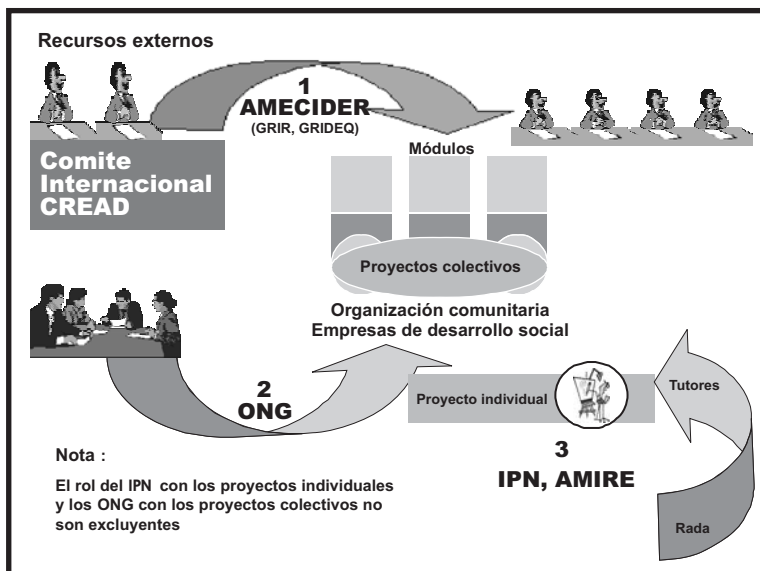 Recursos externos
1
AMECIDER
(GRIR, GRIDEQ)
Comite
Internacional
CREAD
Módulos
Proyectos colectivos
Organización comunitaria
Empresas de desarrollo social
2
ONG
Proyecto individual
Tutores
3
IPN, AMIRE
Rada
Nota :
El rol del IPN con los proyectos individuales
y los ONG con los proyectos colectivos no
son excluyentes